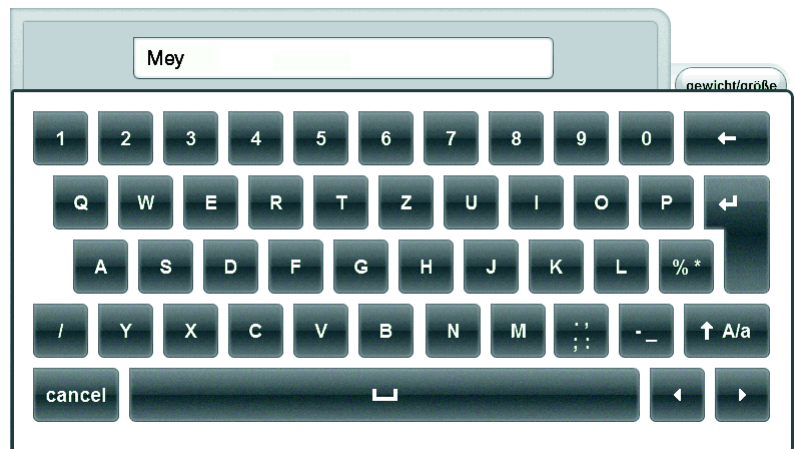 Mey
gewicht/größe
1 2 3 4 5 6 7 8 9 0 ←
Q W E R T Z U I O P ↵
A S D F G H J K L % *
/ Y X C V B N M . , ; : - _ ↑ A/a
cancel ⌴ ◀ ▶